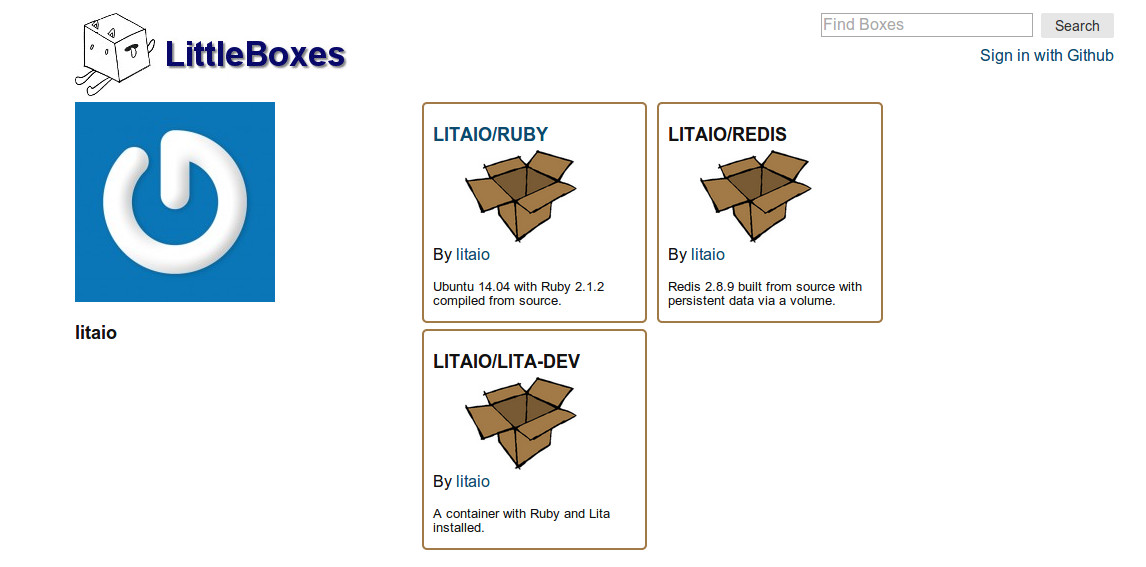 LittleBoxes
Find Boxes
Search
Sign in with Github
litaio
LITAIO/RUBY
By litaio
Ubuntu 14.04 with Ruby 2.1.2
compiled from source.
LITAIO/REDIS
By litaio
Redis 2.8.9 built from source with
persistent data via a volume.
LITAIO/LITA-DEV
By litaio
A container with Ruby and Lita
installed.